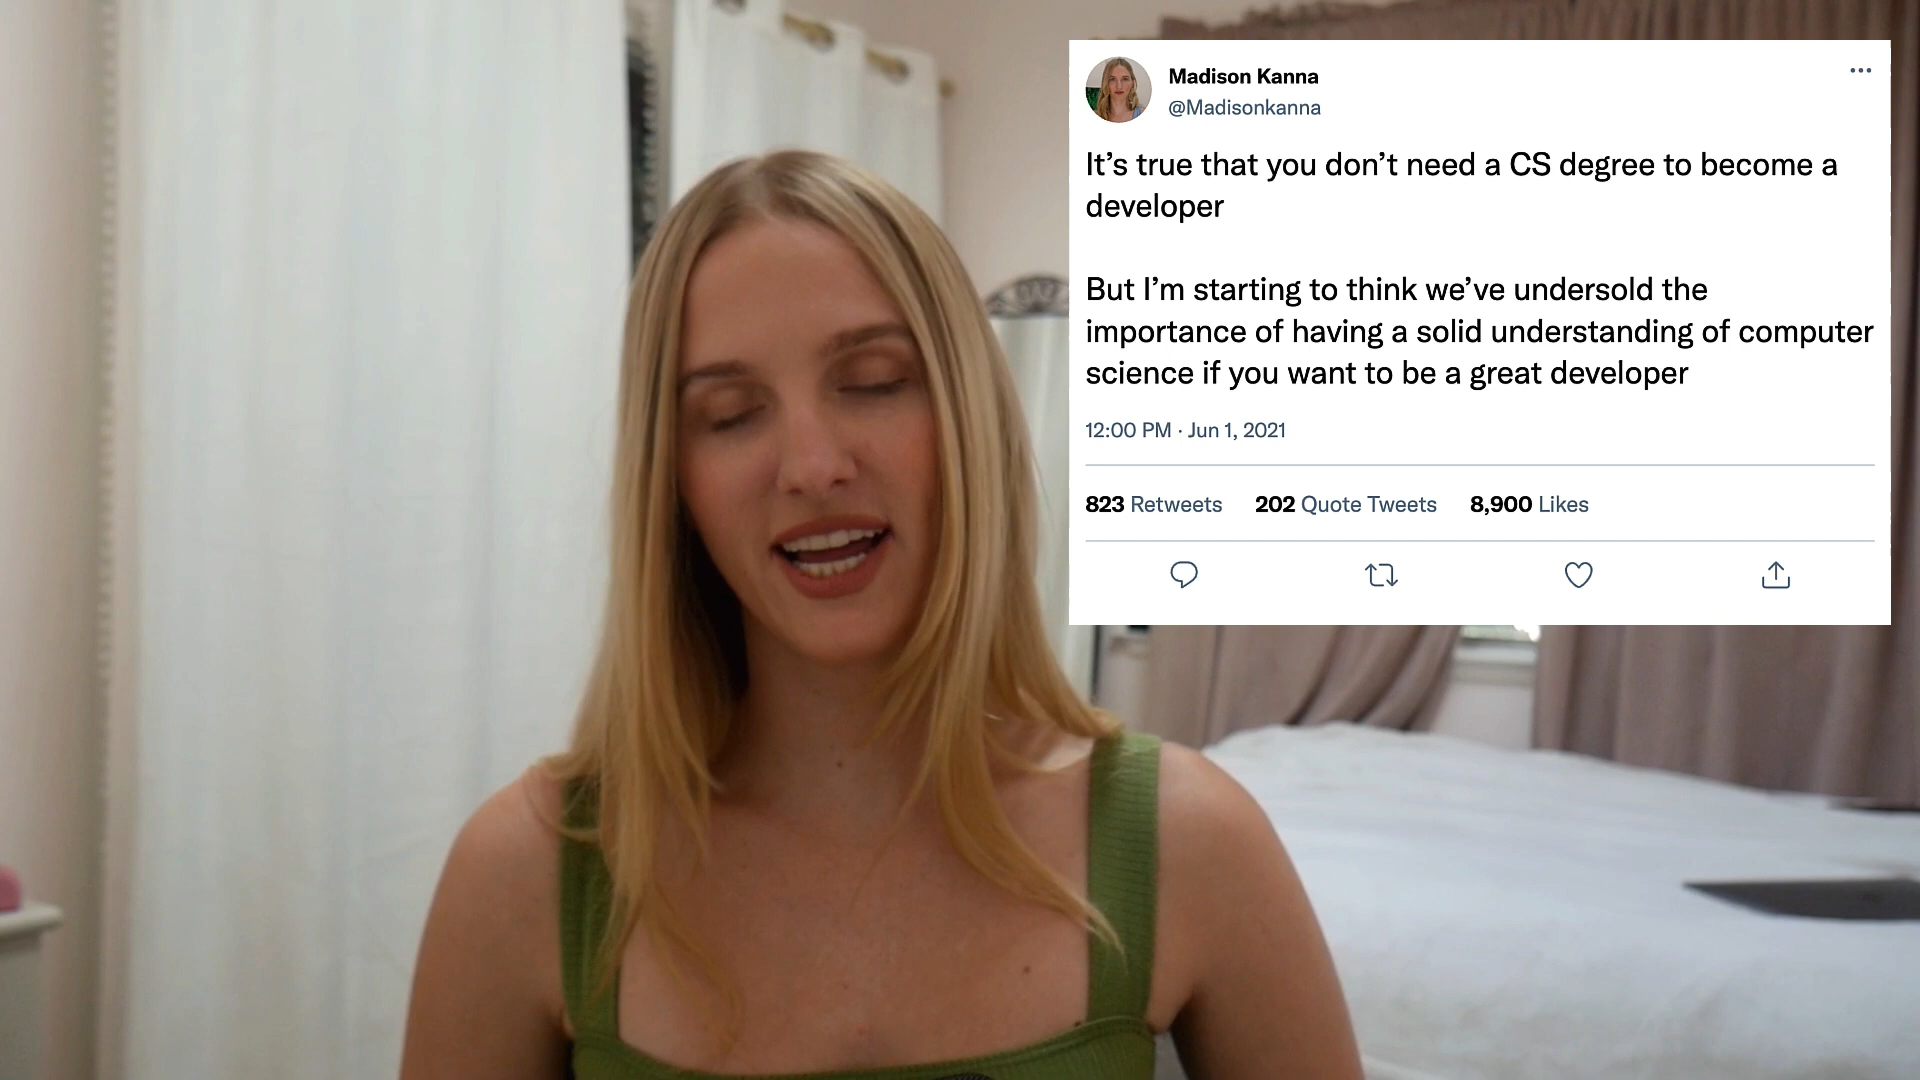 Madison Kanna
@Madisonkanna
It’s true that you don’t need a CS degree to become a
developer
But I’m starting to think we’ve undersold the
importance of having a solid understanding of computer
science if you want to be a great developer
12:00 PM · Jun 1, 2021
823 Retweets 202 Quote Tweets 8,900 Likes